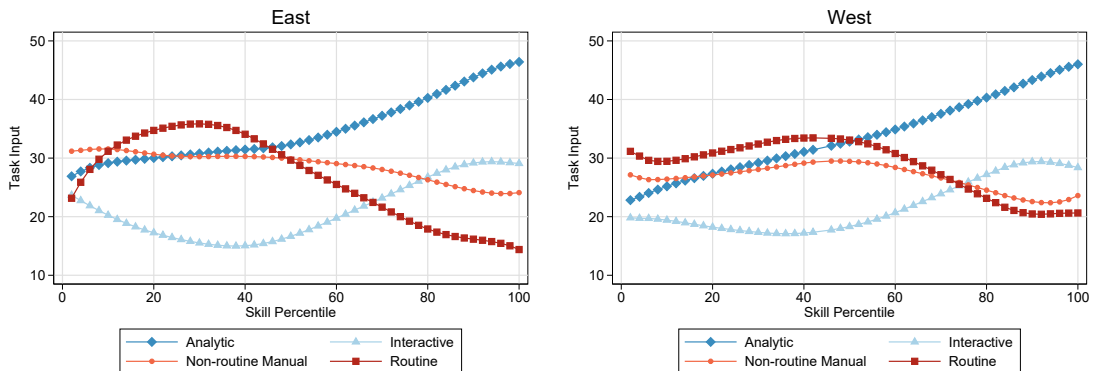 East
50
40
30
20
10
Task Input
0 20 40 60 80 100
Skill Percentile
Analytic Interactive
Non-routine Manual Routine
West
50
40
30
20
10
Task Input
0 20 40 60 80 100
Skill Percentile
Analytic Interactive
Non-routine Manual Routine